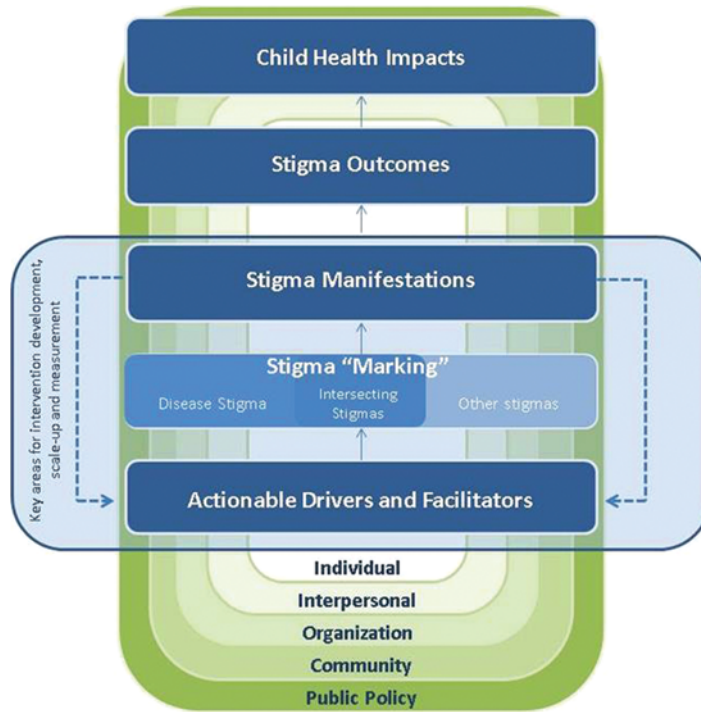 Child Health Impacts
Stigma Outcomes
Key areas for intervention development,
scale-up and measurement
Stigma Manifestations
Stigma “Marking”
Disease Stigma
Intersecting
Stigmas
Other stigmas
Actionable Drivers and Facilitators
Individual
Interpersonal
Organization
Community
Public Policy